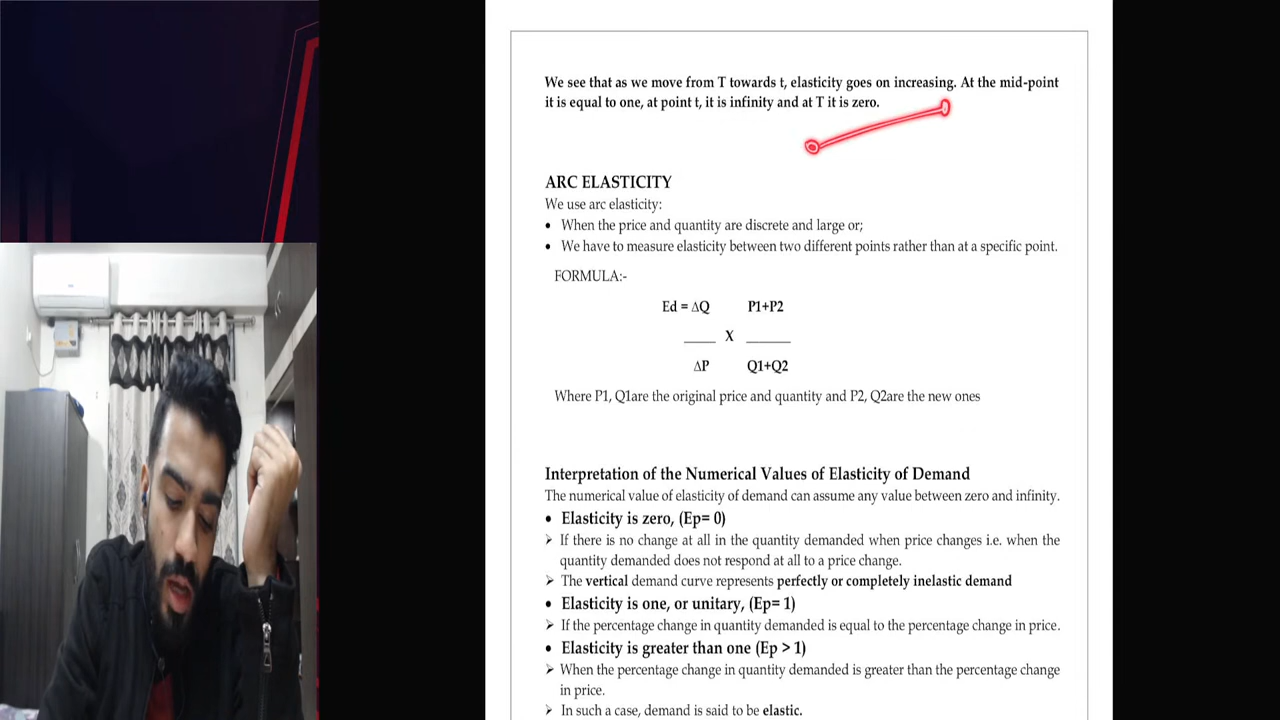 We see that as we move from T towards t, elasticity goes on increasing. At the mid-point
it is equal to one, at point t, it is infinity and at T it is zero.
ARC ELASTICITY
We use arc elasticity:
• When the price and quantity are discrete and large or;
• We have to measure elasticity between two different points rather than at a specific point.
FORMULA:-
Ed = ΔQ P1+P2
____ X ______
ΔP Q1+Q2
Where P1, Q1are the original price and quantity and P2, Q2are the new ones
Interpretation of the Numerical Values of Elasticity of Demand
The numerical value of elasticity of demand can assume any value between zero and infinity.
• Elasticity is zero, (Ep= 0)
➢ If there is no change at all in the quantity demanded when price changes i.e. when the
quantity demanded does not respond at all to a price change.
➢ The vertical demand curve represents perfectly or completely inelastic demand
• Elasticity is one, or unitary, (Ep= 1)
➢ If the percentage change in quantity demanded is equal to the percentage change in price.
• Elasticity is greater than one (Ep > 1)
➢ When the percentage change in quantity demanded is greater than the percentage change
in price.
➢ In such a case, demand is said to be elastic.